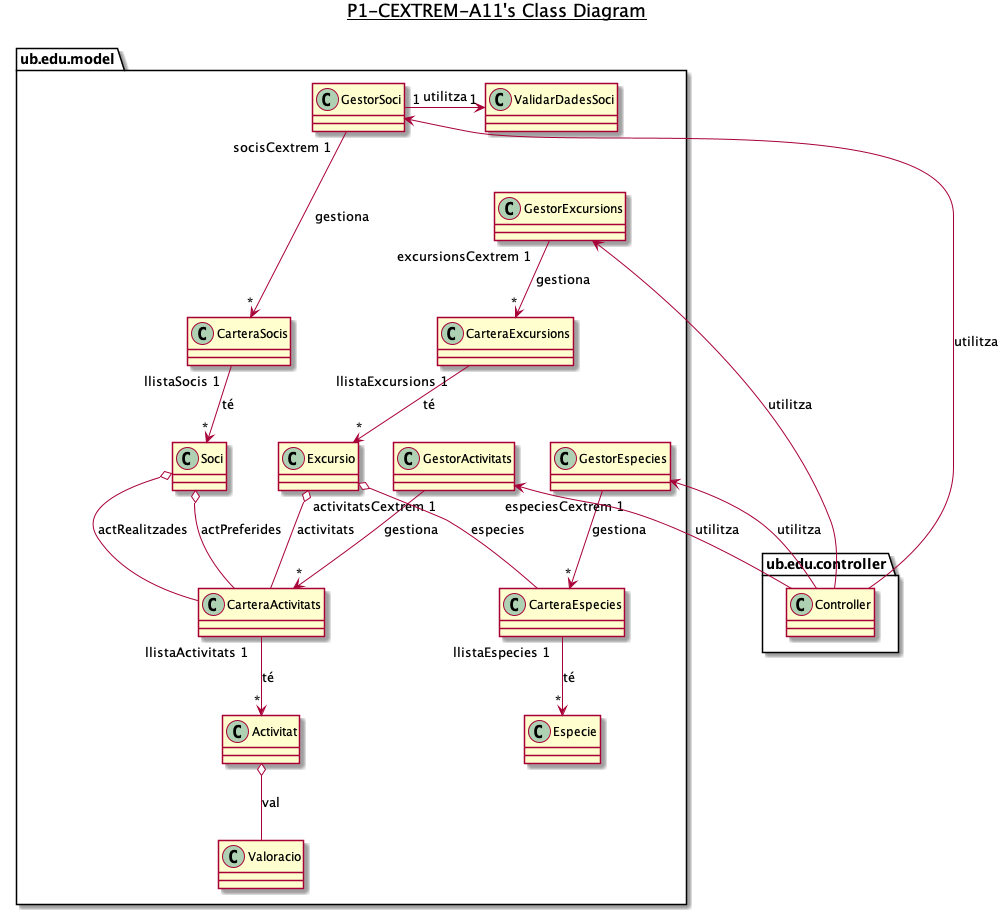 P1-CEXTREM-A11's Class Diagram
ub.edu.model
C GestorSoci
1 utilitza 1
C ValidarDadesSoci
socisCextrem 1
gestiona
*
C GestorExcursions
excursionsCextrem 1
gestiona
*
utilitza
C CarteraSocis
C CarteraExcursions
llistaSocis 1
té
*
llistaExcursions 1
té
*
utilitza
C Soci
C Excursio
C GestorActivitats
C GestorEspecies
activitatsCextrem 1
especiesCextrem 1
actRealitzades
actPreferides
activitats
gestiona
*
especies
gestiona
*
utilitza
utilitza
ub.edu.controller
C CarteraActivitats
C CarteraEspecies
C Controller
llistaActivitats 1
té
*
llistaEspecies 1
té
*
C Activitat
C Especie
val
C Valoracio